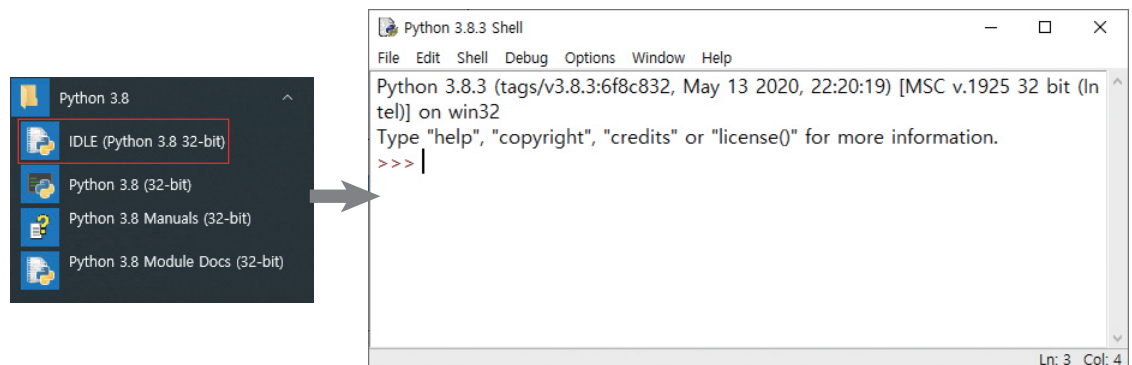 Python 3.8
IDLE (Python 3.8 32-bit)
Python 3.8 (32-bit)
Python 3.8 Manuals (32-bit)
Python 3.8 Module Docs (32-bit)
Python 3.8.3 Shell
File Edit Shell Debug Options Window Help
Python 3.8.3 (tags/v3.8.3:6f8c832, May 13 2020, 22:20:19) [MSC v.1925 32 bit (In
tel)] on win32
Type "help", "copyright", "credits" or "license()" for more information.
>>>
Ln: 3 Col: 4